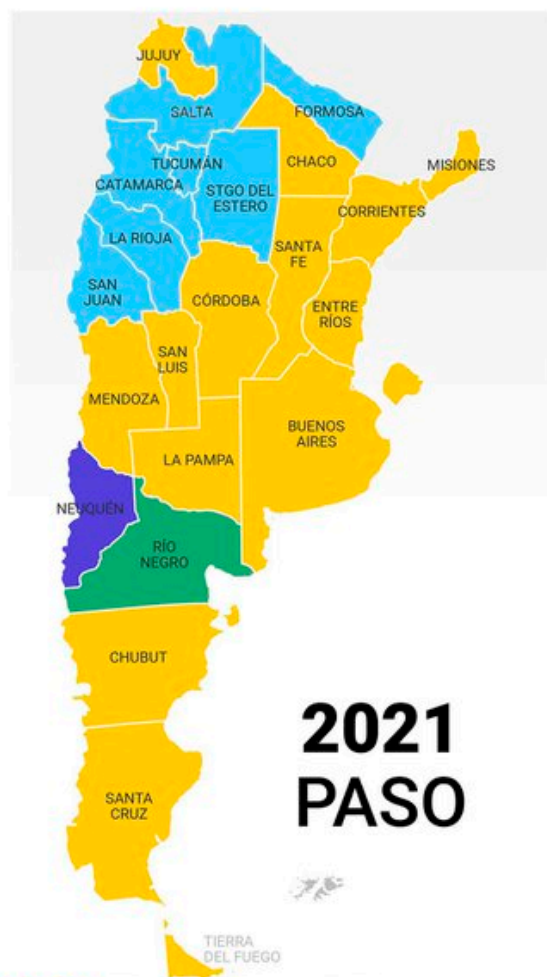 JUJUY
SALTA
FORMOSA
CHACO
MISIONES
TUCUMÁN
CATAMARCA
STGO DEL
ESTERO
CORRIENTES
LA RIOJA
SANTA
FE
SAN
JUAN
CÓRDOBA
ENTRE
RÍOS
SAN
LUIS
MENDOZA
BUENOS
AIRES
LA PAMPA
NEUQUÉN
RÍO
NEGRO
CHUBUT
2021
PASO
SANTA
CRUZ
TIERRA
DEL FUEGO